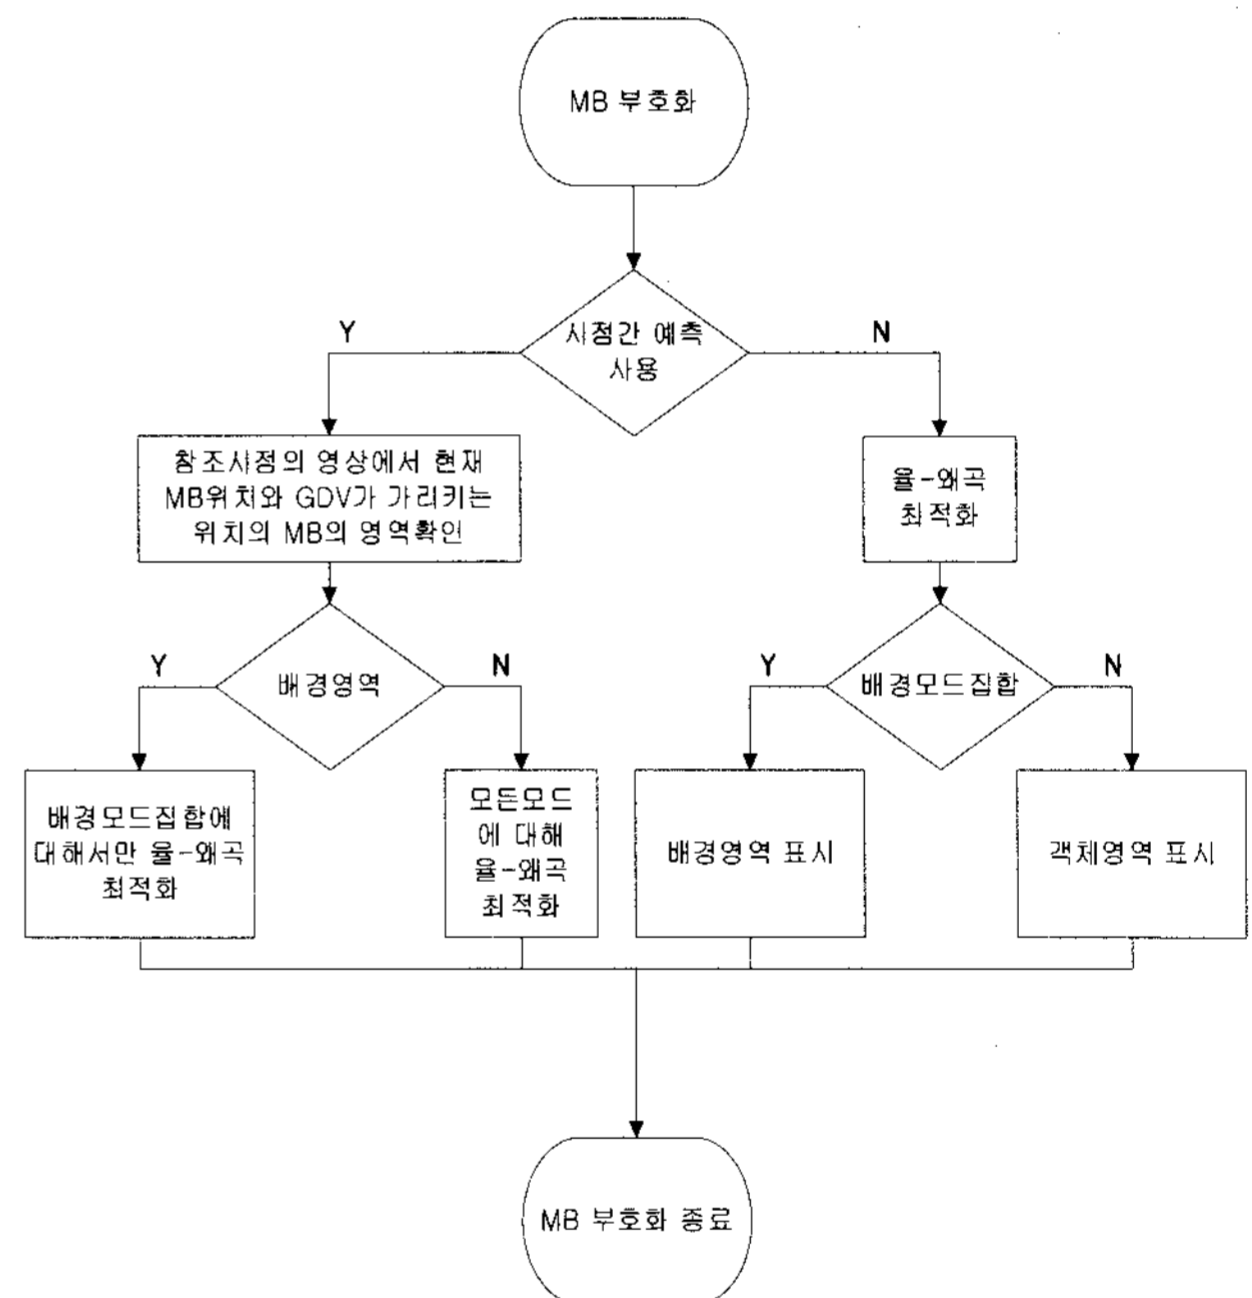 MB 부호화
시점간 예측
사용
Y
N
참조시점의 영상에서 현재
MB위치와 GDV가 가리키는
위치의 MB의 영역확인
율-왜곡
최적화
배경영역
Y
N
배경모드집합
Y
N
배경모드집합에
대해서만 율-왜곡
최적화
모든모드
에 대해
율-왜곡
최적화
배경영역 표시
객체영역 표시
MB 부호화 종료